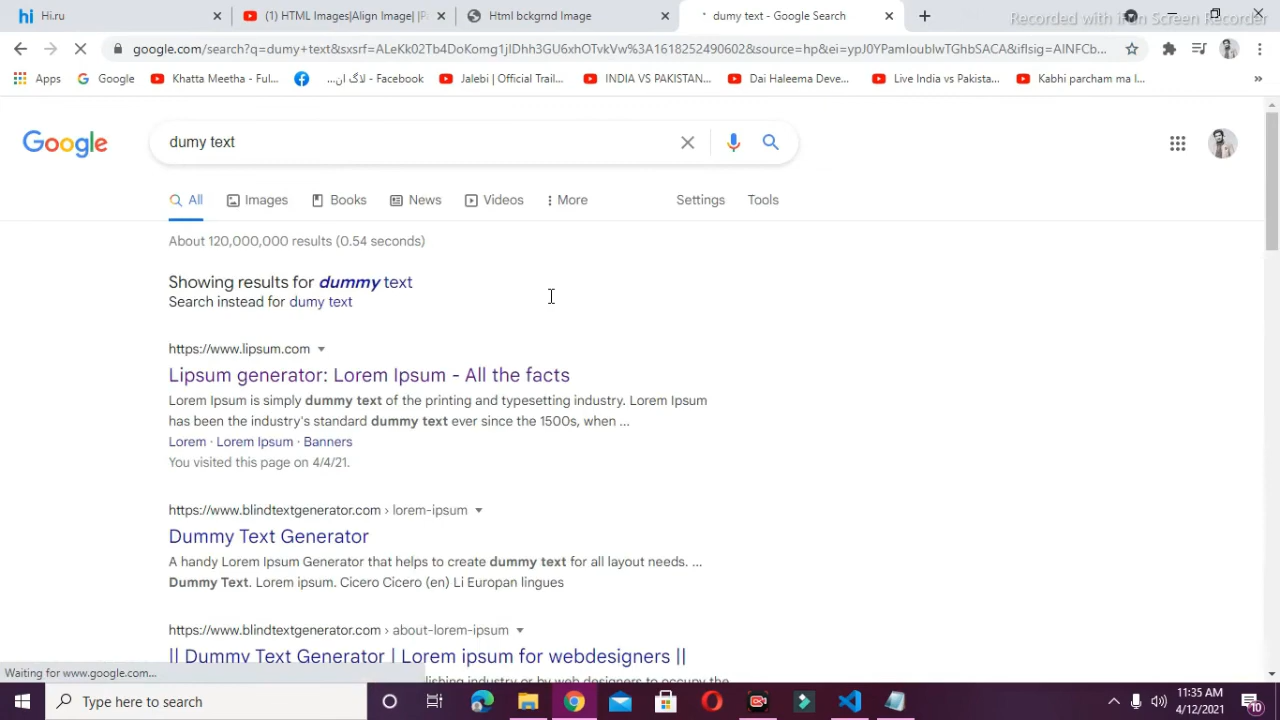 Hi.ru
(1) HTML Images|Align Image|
Html bckgrnd Image
dumy text - Google Search
Recorded with iFun Screen Recorder
google.com/search?q=dumy+text&sxsrf=ALeKk02Tb4DoKomg1jIDhh3GU6xhOTvkVw%3A1618252490602&source=hp&ei=ypJ0YPamIoublwTGhbSACA&iflsig=AINFCb...
Apps
Google
Khatta Meetha - Ful...
Facebook - لاگ ان...
Jalebi | Official Trail...
INDIA VS PAKISTAN...
Dai Haleema Deve...
Live India vs Pakista...
Kabhi parcham ma l...
»
Google
dumy text
All
Images
Books
News
Videos
More
Settings
Tools
About 120,000,000 results (0.54 seconds)
Showing results for dummy text
Search instead for dumy text
https://www.lipsum.com
Lipsum generator: Lorem Ipsum - All the facts
Lorem Ipsum is simply dummy text of the printing and typesetting industry. Lorem Ipsum
has been the industry's standard dummy text ever since the 1500s, when ...
Lorem · Lorem Ipsum · Banners
You visited this page on 4/4/21.
https://www.blindtextgenerator.com › lorem-ipsum
Dummy Text Generator
A handy Lorem Ipsum Generator that helps to create dummy text for all layout needs. ...
Dummy Text. Lorem ipsum. Cicero Cicero (en) Li Europan lingues
https://www.blindtextgenerator.com › about-lorem-ipsum
|| Dummy Text Generator | Lorem ipsum for webdesigners ||
Waiting for www.google.com...
Type here to search
11:35 AM
4/12/2021
10